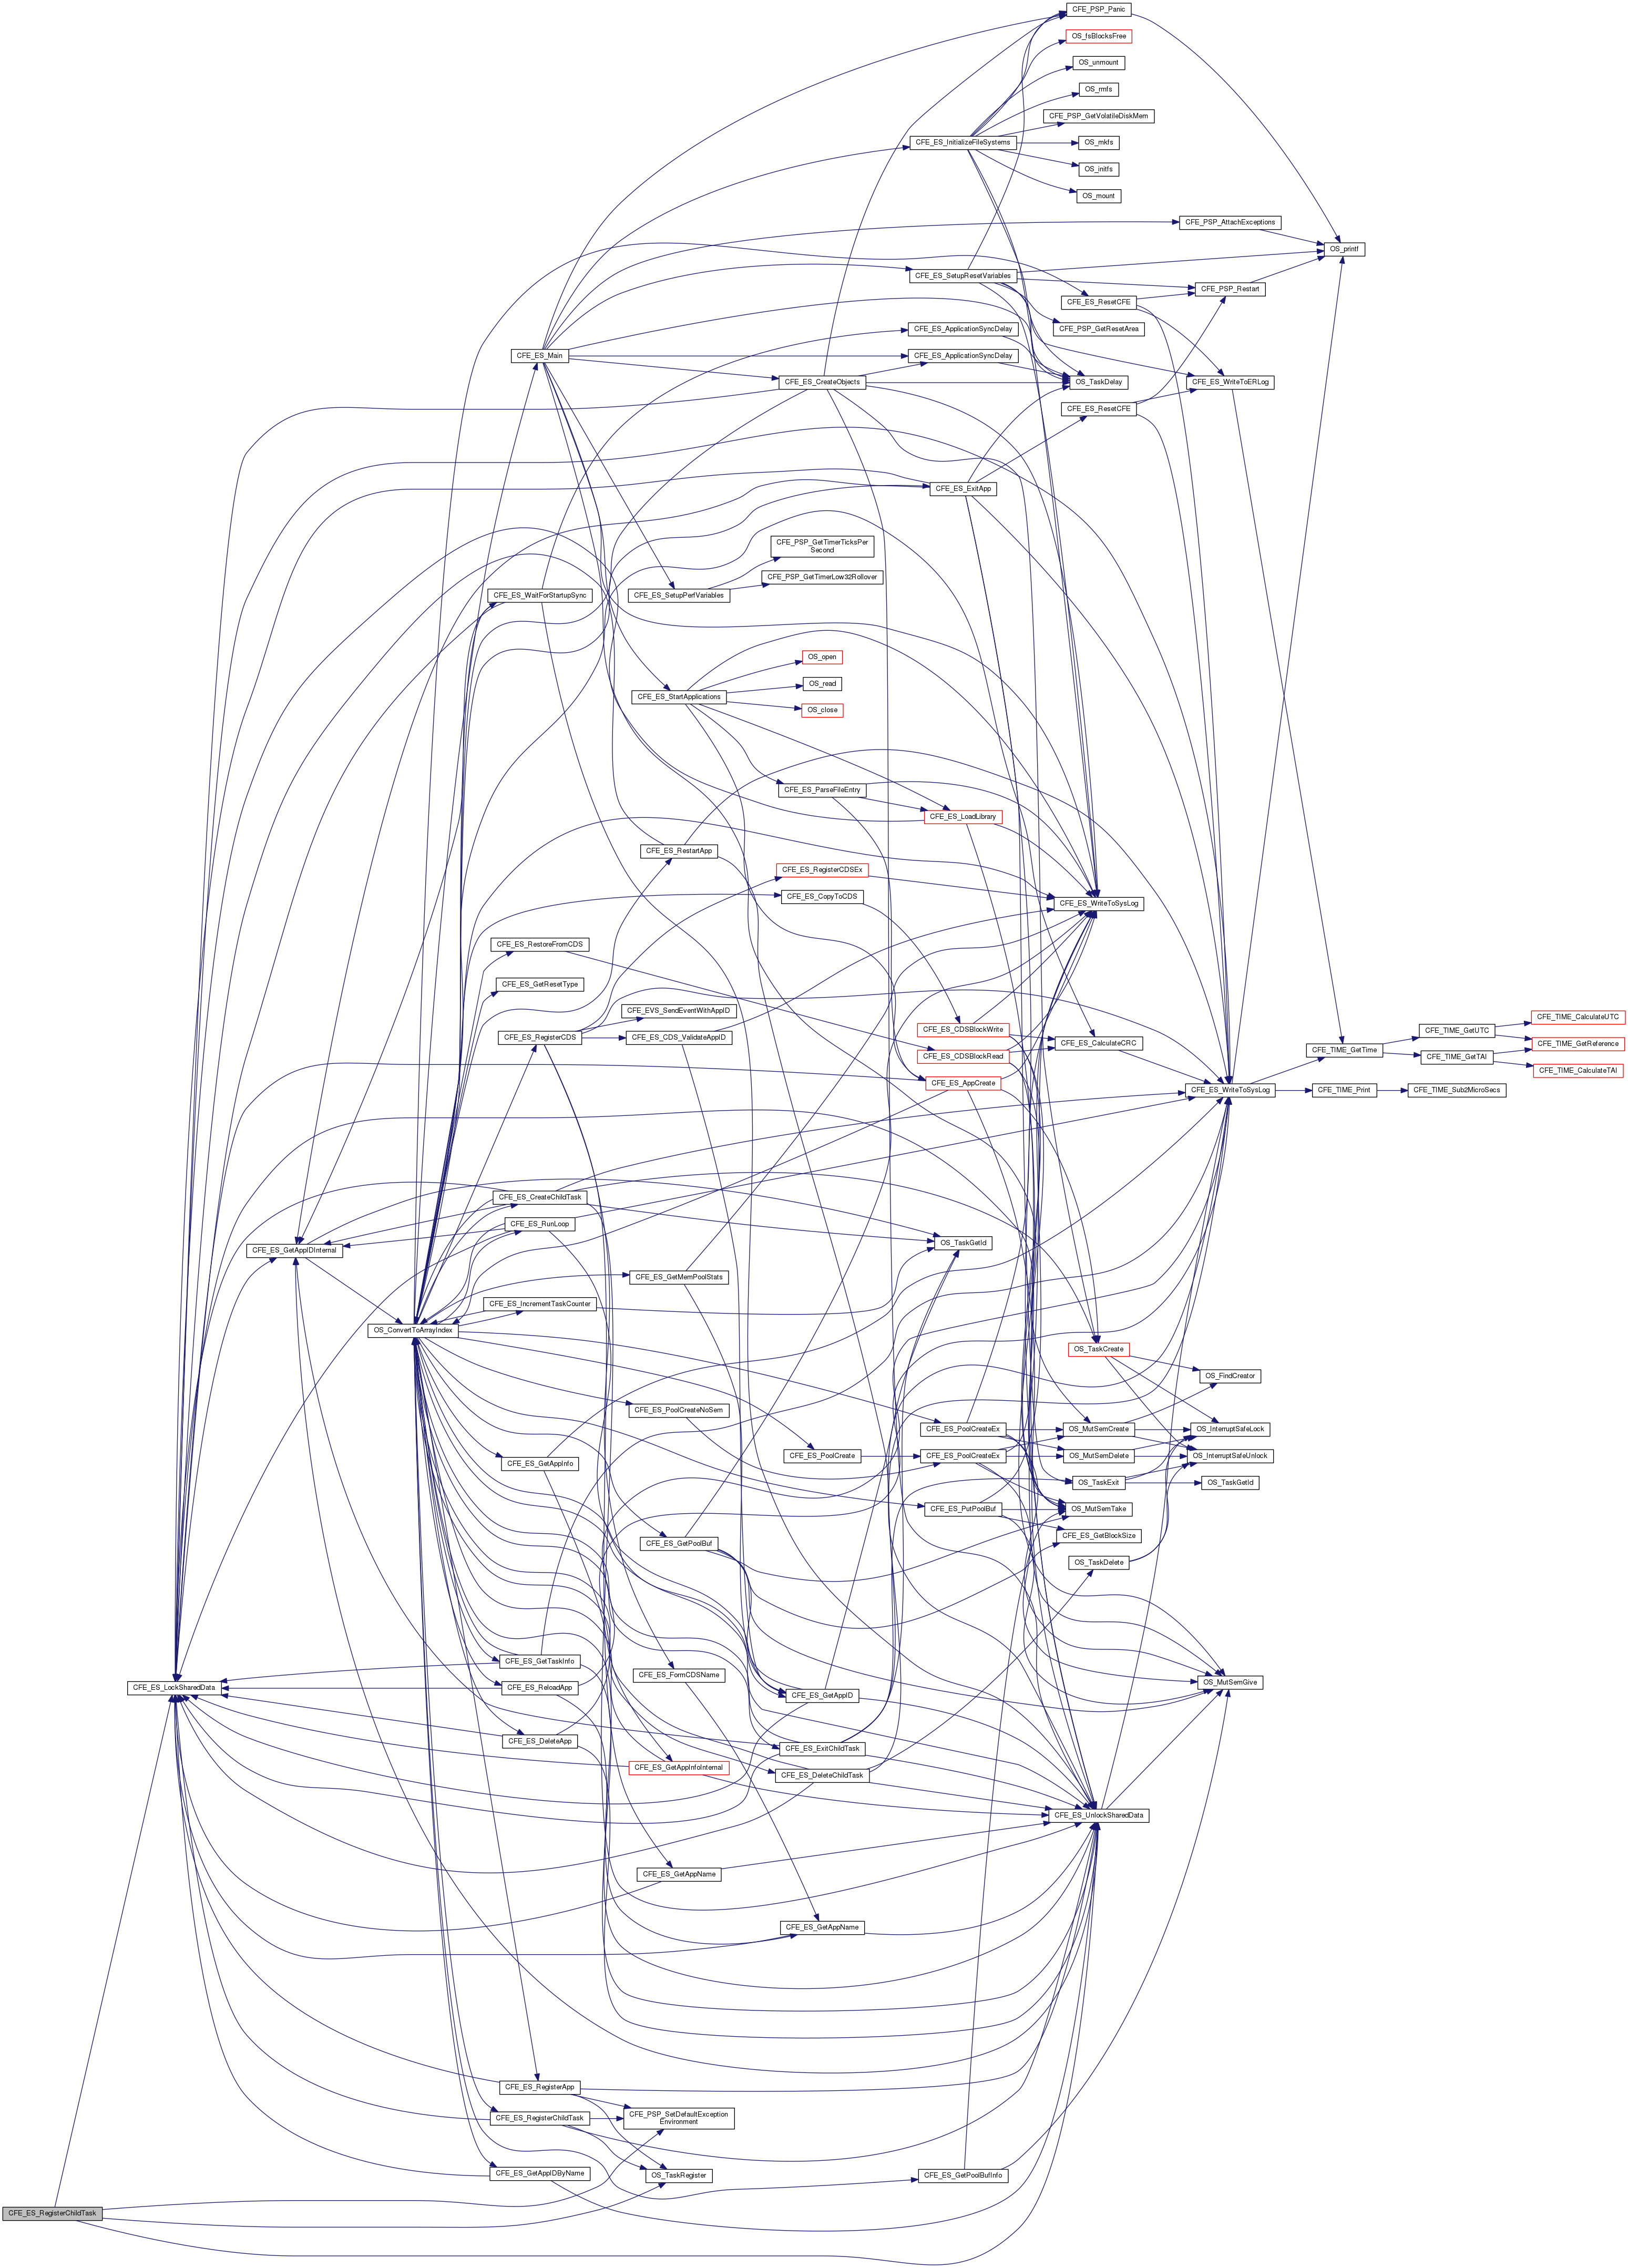 CFE_PSP_Panic
OS_fsBlocksFree
OS_unmount
OS_rmfs
CFE_PSP_GetVolatileDiskMem
CFE_ES_InitializeFileSystems
OS_mkfs
OS_initfs
OS_mount
CFE_PSP_AttachExceptions
OS_printf
CFE_ES_SetupResetVariables
CFE_PSP_Restart
CFE_ES_ResetCFE
CFE_ES_ApplicationSyncDelay
CFE_PSP_GetResetArea
CFE_ES_Main
CFE_ES_ApplicationSyncDelay
CFE_ES_CreateObjects
OS_TaskDelay
CFE_ES_WriteToERLog
CFE_ES_ResetCFE
CFE_ES_ExitApp
CFE_PSP_GetTimerTicksPer
Second
CFE_PSP_GetTimerLow32Rollover
CFE_ES_WaitForStartupSync
CFE_ES_SetupPerfVariables
OS_open
OS_read
CFE_ES_StartApplications
OS_close
CFE_ES_ParseFileEntry
CFE_ES_LoadLibrary
CFE_ES_RestartApp
CFE_ES_RegisterCDSEx
CFE_ES_CopyToCDS
CFE_ES_WriteToSysLog
CFE_ES_RestoreFromCDS
CFE_ES_GetResetType
CFE_EVS_SendEventWithAppID
CFE_TIME_CalculateUTC
CFE_ES_RegisterCDS
CFE_ES_CDS_ValidateAppID
CFE_ES_CDSBlockWrite
CFE_ES_CalculateCRC
CFE_TIME_GetUTC
CFE_TIME_GetReference
CFE_ES_CDSBlockRead
CFE_TIME_GetTime
CFE_TIME_GetTAI
CFE_TIME_CalculateTAI
CFE_ES_AppCreate
CFE_ES_WriteToSysLog
CFE_TIME_Print
CFE_TIME_Sub2MicroSecs
CFE_ES_CreateChildTask
CFE_ES_RunLoop
CFE_ES_GetAppIDInternal
OS_TaskGetId
CFE_ES_GetMemPoolStats
CFE_ES_IncrementTaskCounter
OS_ConvertToArrayIndex
OS_TaskCreate
OS_FindCreator
CFE_ES_PoolCreateNoSem
CFE_ES_PoolCreateEx
OS_MutSemCreate
OS_InterruptSafeLock
CFE_ES_GetAppInfo
CFE_ES_PoolCreate
CFE_ES_PoolCreateEx
OS_MutSemDelete
OS_InterruptSafeUnlock
OS_TaskExit
OS_TaskGetId
CFE_ES_PutPoolBuf
OS_MutSemTake
CFE_ES_GetPoolBuf
CFE_ES_GetBlockSize
OS_TaskDelete
CFE_ES_GetTaskInfo
CFE_ES_FormCDSName
CFE_ES_LockSharedData
CFE_ES_ReloadApp
CFE_ES_GetAppID
OS_MutSemGive
CFE_ES_DeleteApp
CFE_ES_ExitChildTask
CFE_ES_GetAppInfoInternal
CFE_ES_DeleteChildTask
CFE_ES_UnlockSharedData
CFE_ES_GetAppName
CFE_ES_GetAppName
CFE_ES_RegisterApp
CFE_ES_RegisterChildTask
CFE_PSP_SetDefaultException
Environment
CFE_ES_GetAppIDByName
OS_TaskRegister
CFE_ES_GetPoolBufInfo
CFE_ES_RegisterChildTask